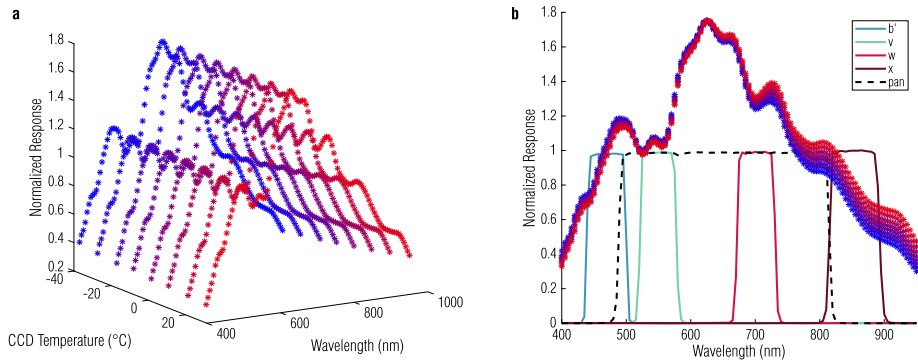 a
1.8
1.6
1.4
1.2
1
0.8
0.6
0.4
0.2
Normalized Response
-40
-20
0
20
CCD Temperature (°C)
400
600
800
1000
Wavelength (nm)
b
1.8
1.6
1.4
1.2
1
0.8
0.6
0.4
0.2
0
Normalized Response
400
500
600
700
800
900
Wavelength (nm)
b'
v
w
x
pan